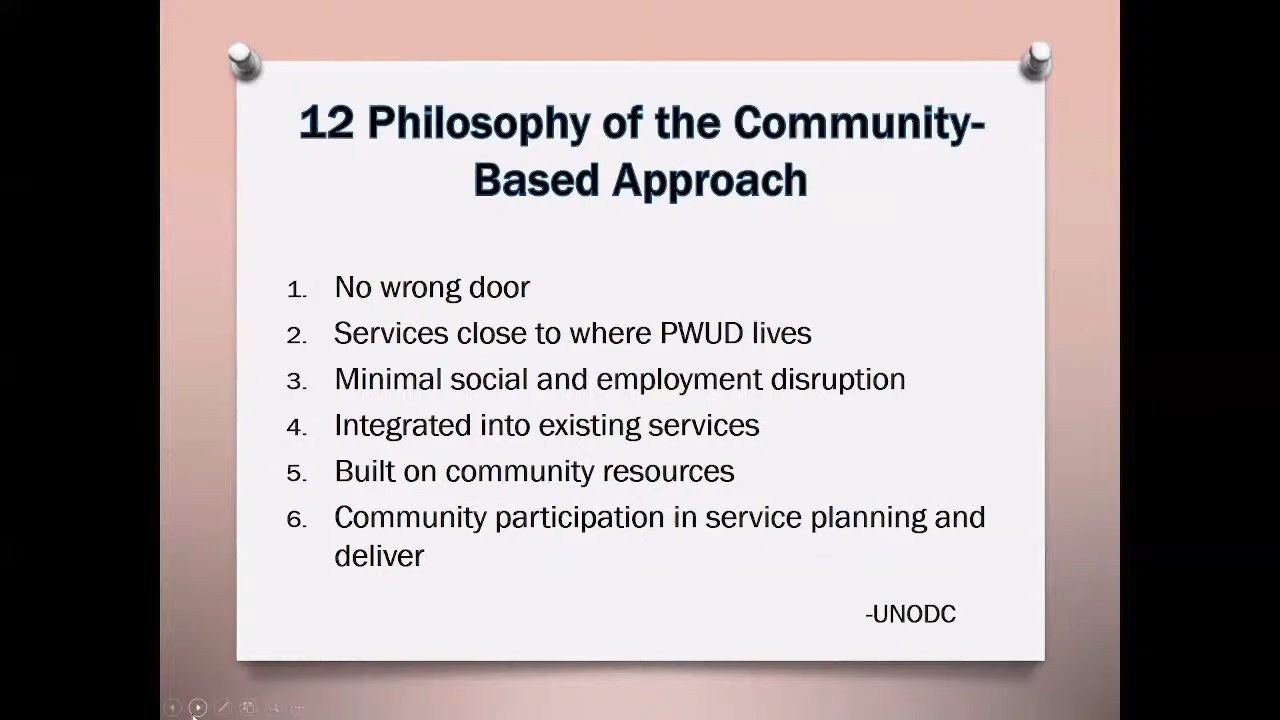 12 Philosophy of the Community-
Based Approach
1. No wrong door
2. Services close to where PWUD lives
3. Minimal social and employment disruption
4. Integrated into existing services
5. Built on community resources
6. Community participation in service planning and
deliver
-UNODC